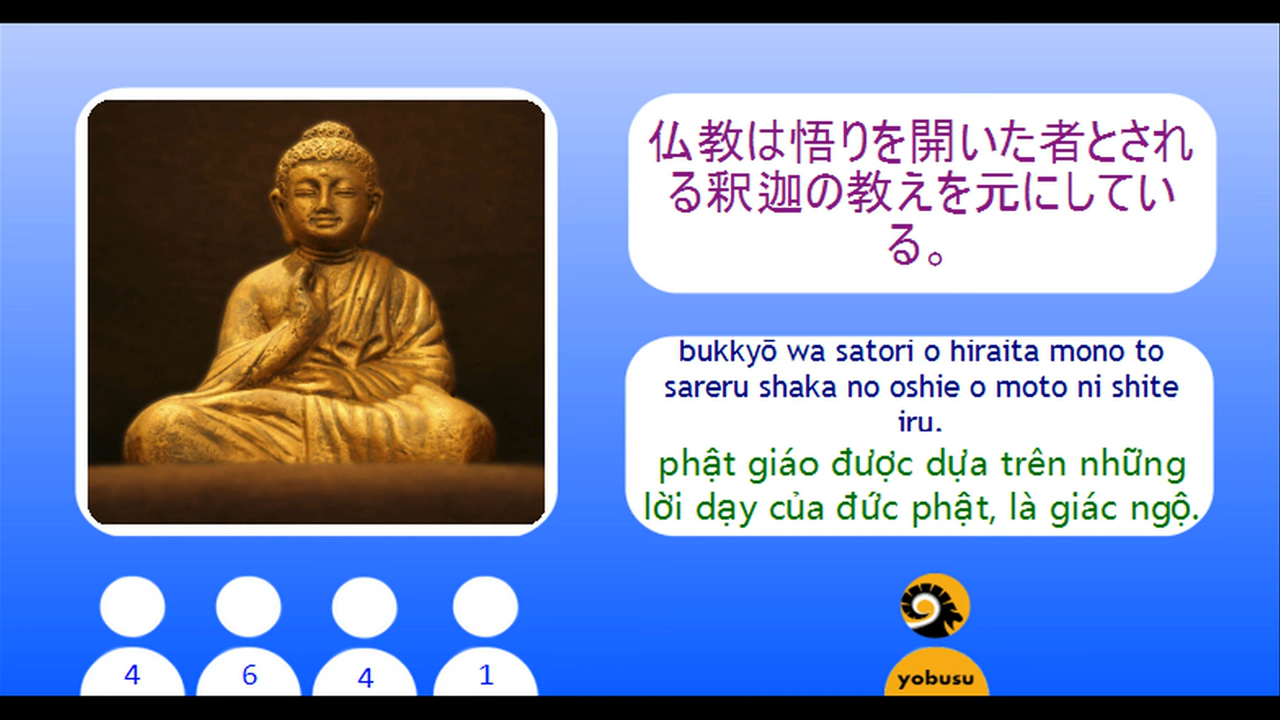 仏教は悟りを開いた者とされ
る釈迦の教えを元にしてい
る。
bukkyō wa satori o hiraita mono to
sareru shaka no oshie o moto ni shite
iru.
phật giáo được dựa trên những
lời dạy của đức phật, là giác ngộ.
4 6 4 1
yobusu